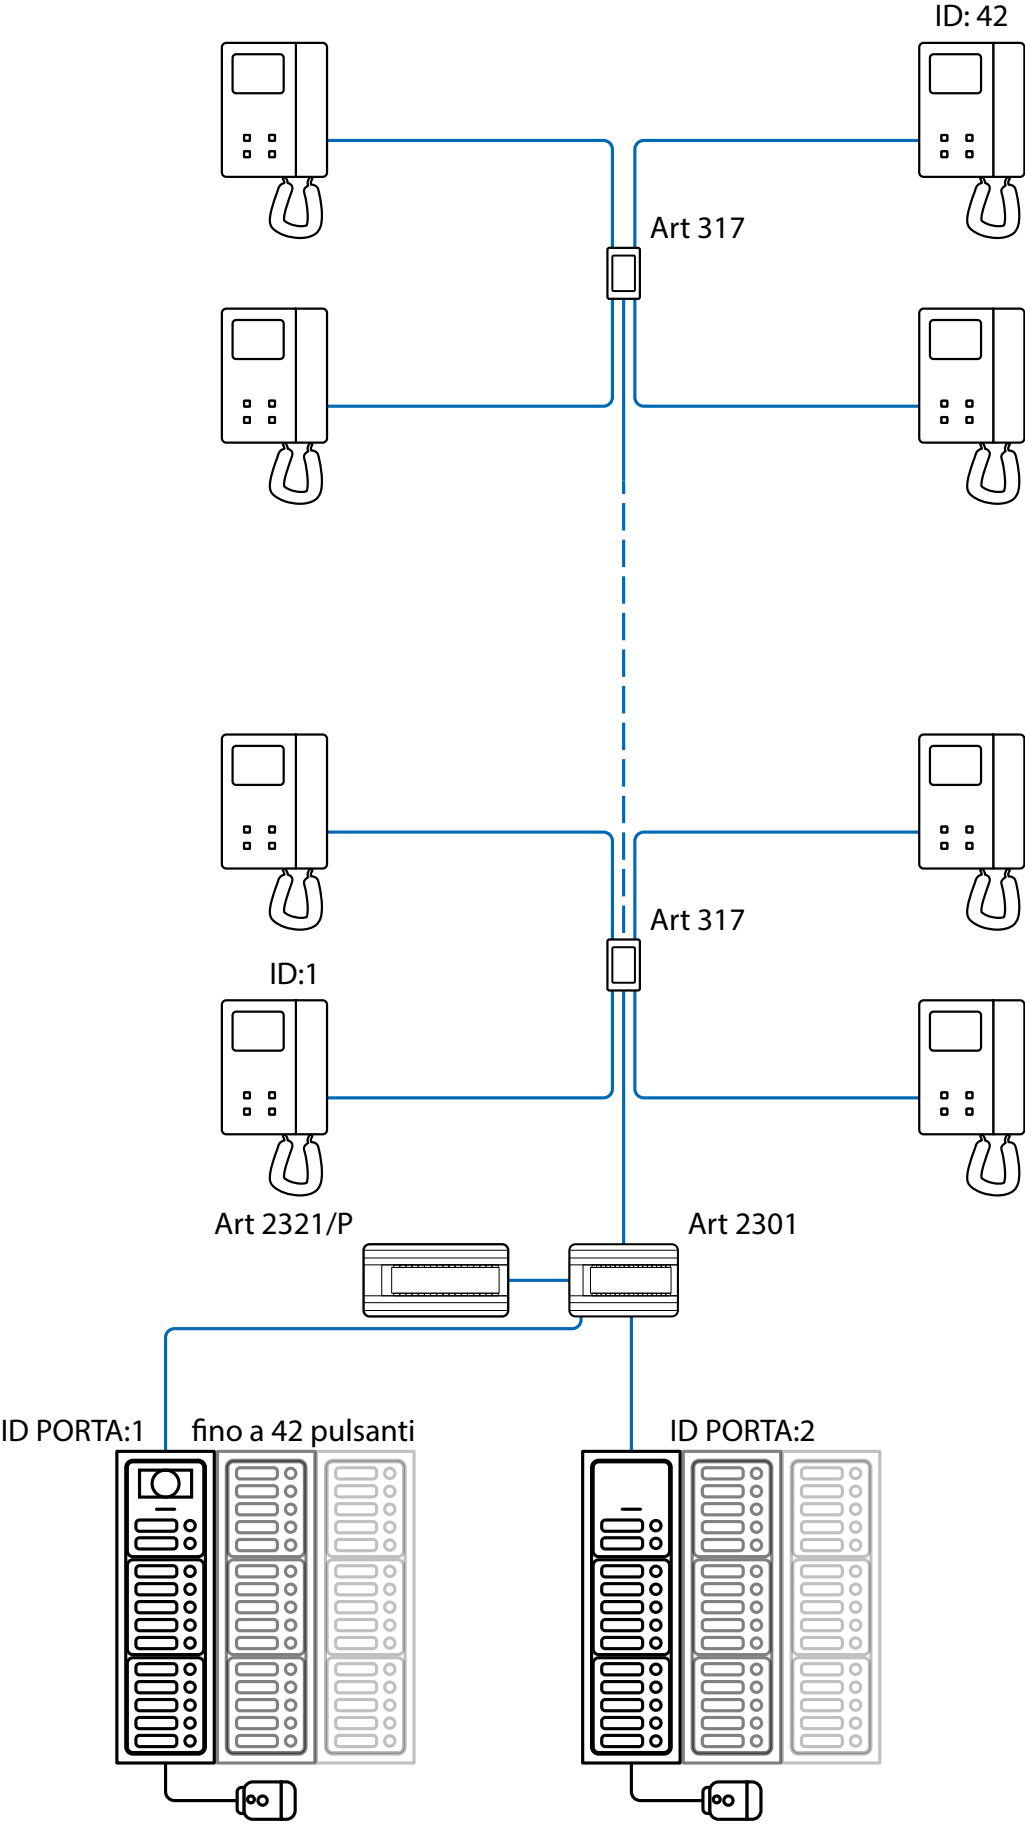 ID: 42
Art 317
Art 317
ID:1
Art 2321/P
Art 2301
ID PORTA:1
fino a 42 pulsanti
ID PORTA:2